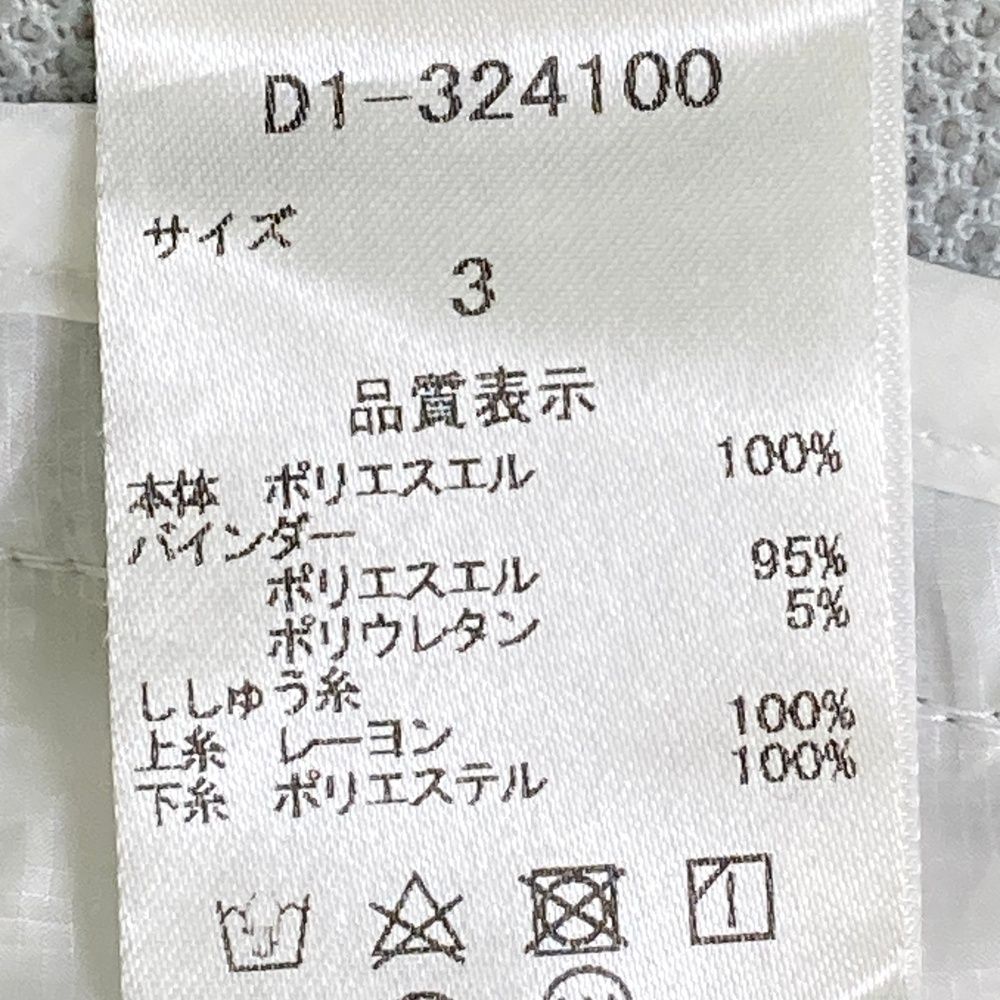 D1-324100
サイズ
3
品質表示
本体 ポリエスエル 100%
バインダー
ポリエスエル 95%
ポリウレタン 5%
ししゅう糸
上糸 レーヨン 100%
下糸 ポリエステル 100%